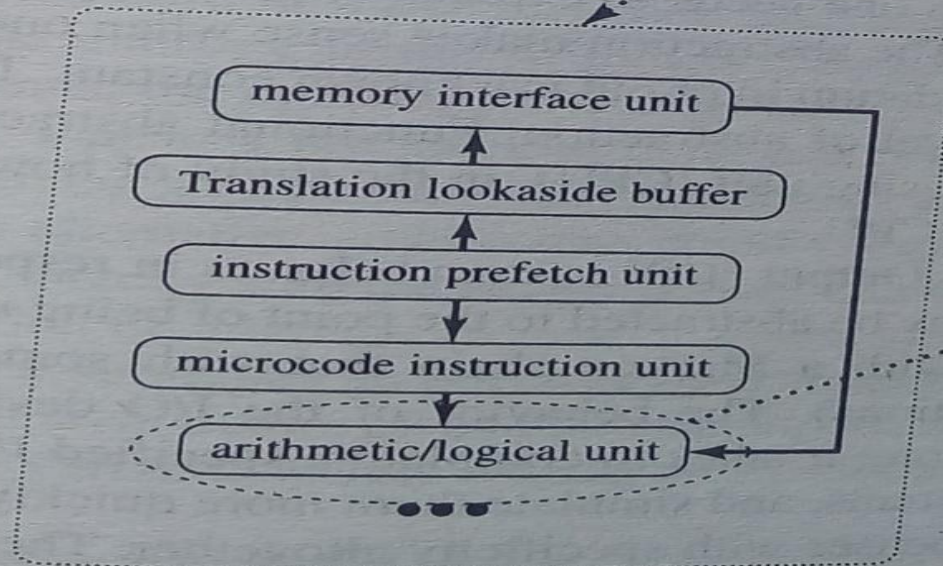 memory interface unit
Translation lookaside buffer
instruction prefetch unit
microcode instruction unit
arithmetic/logical unit